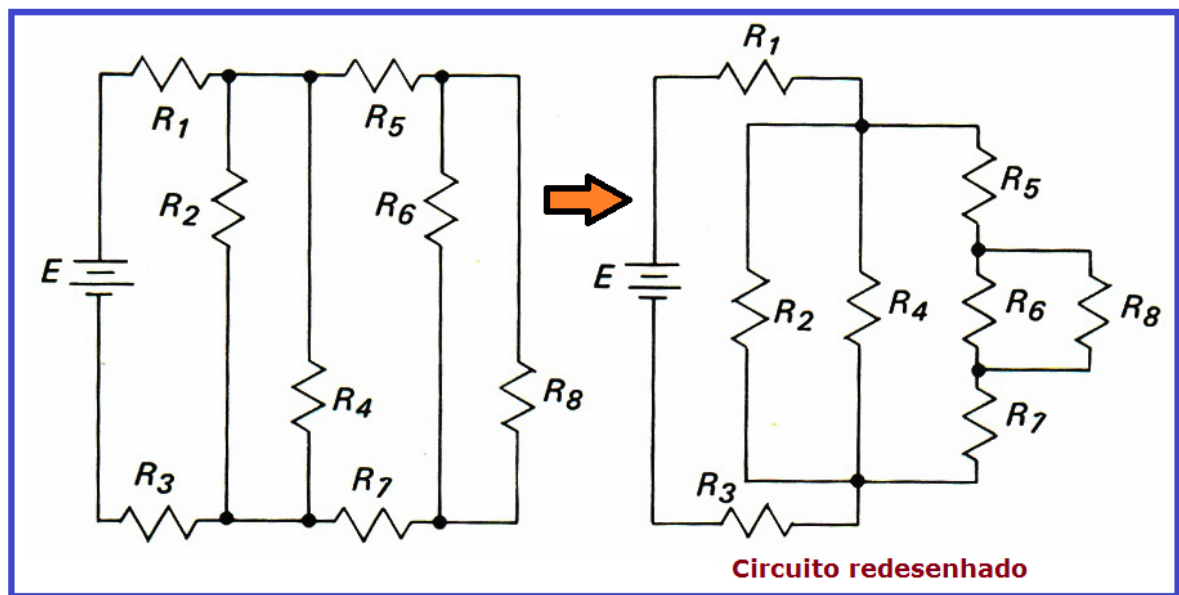 R1
R2
R5
R6
E
R4
R8
R3
R7
R1
R5
E
R2
R4
R6
R8
R7
R3
Circuito redesenhado